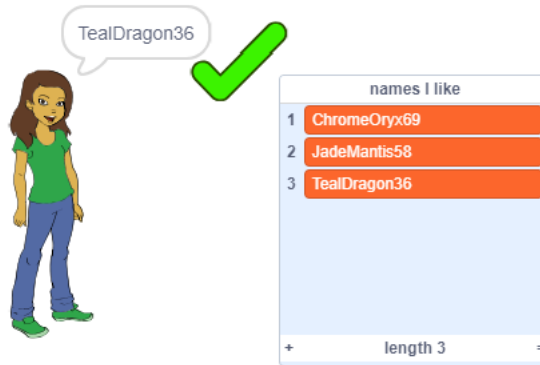 TealDragon36
names I like
1 ChromeOryx69
2 JadeMantis58
3 TealDragon36
+ length 3 =